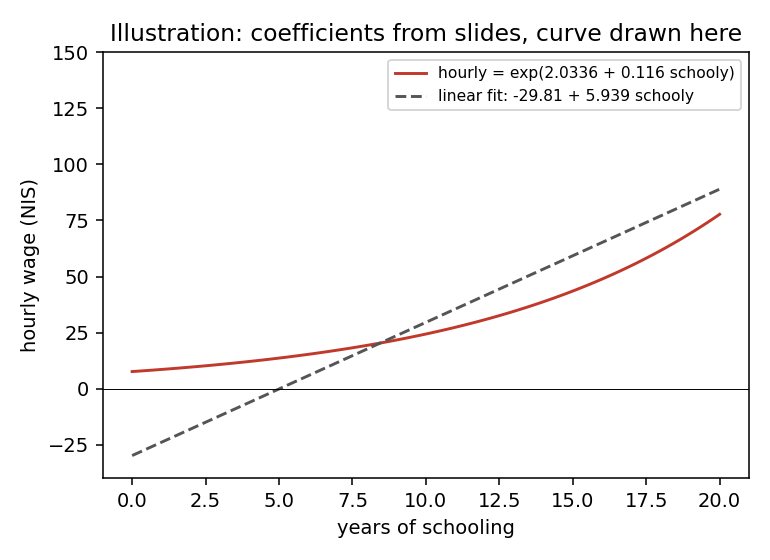 Illustration: coefficients from slides, curve drawn here
hourly = exp(2.0336 + 0.116 schooly)
linear fit: -29.81 + 5.939 schooly
150
125
100
75
50
25
0
−25
hourly wage (NIS)
0.0 2.5 5.0 7.5 10.0 12.5 15.0 17.5 20.0
years of schooling